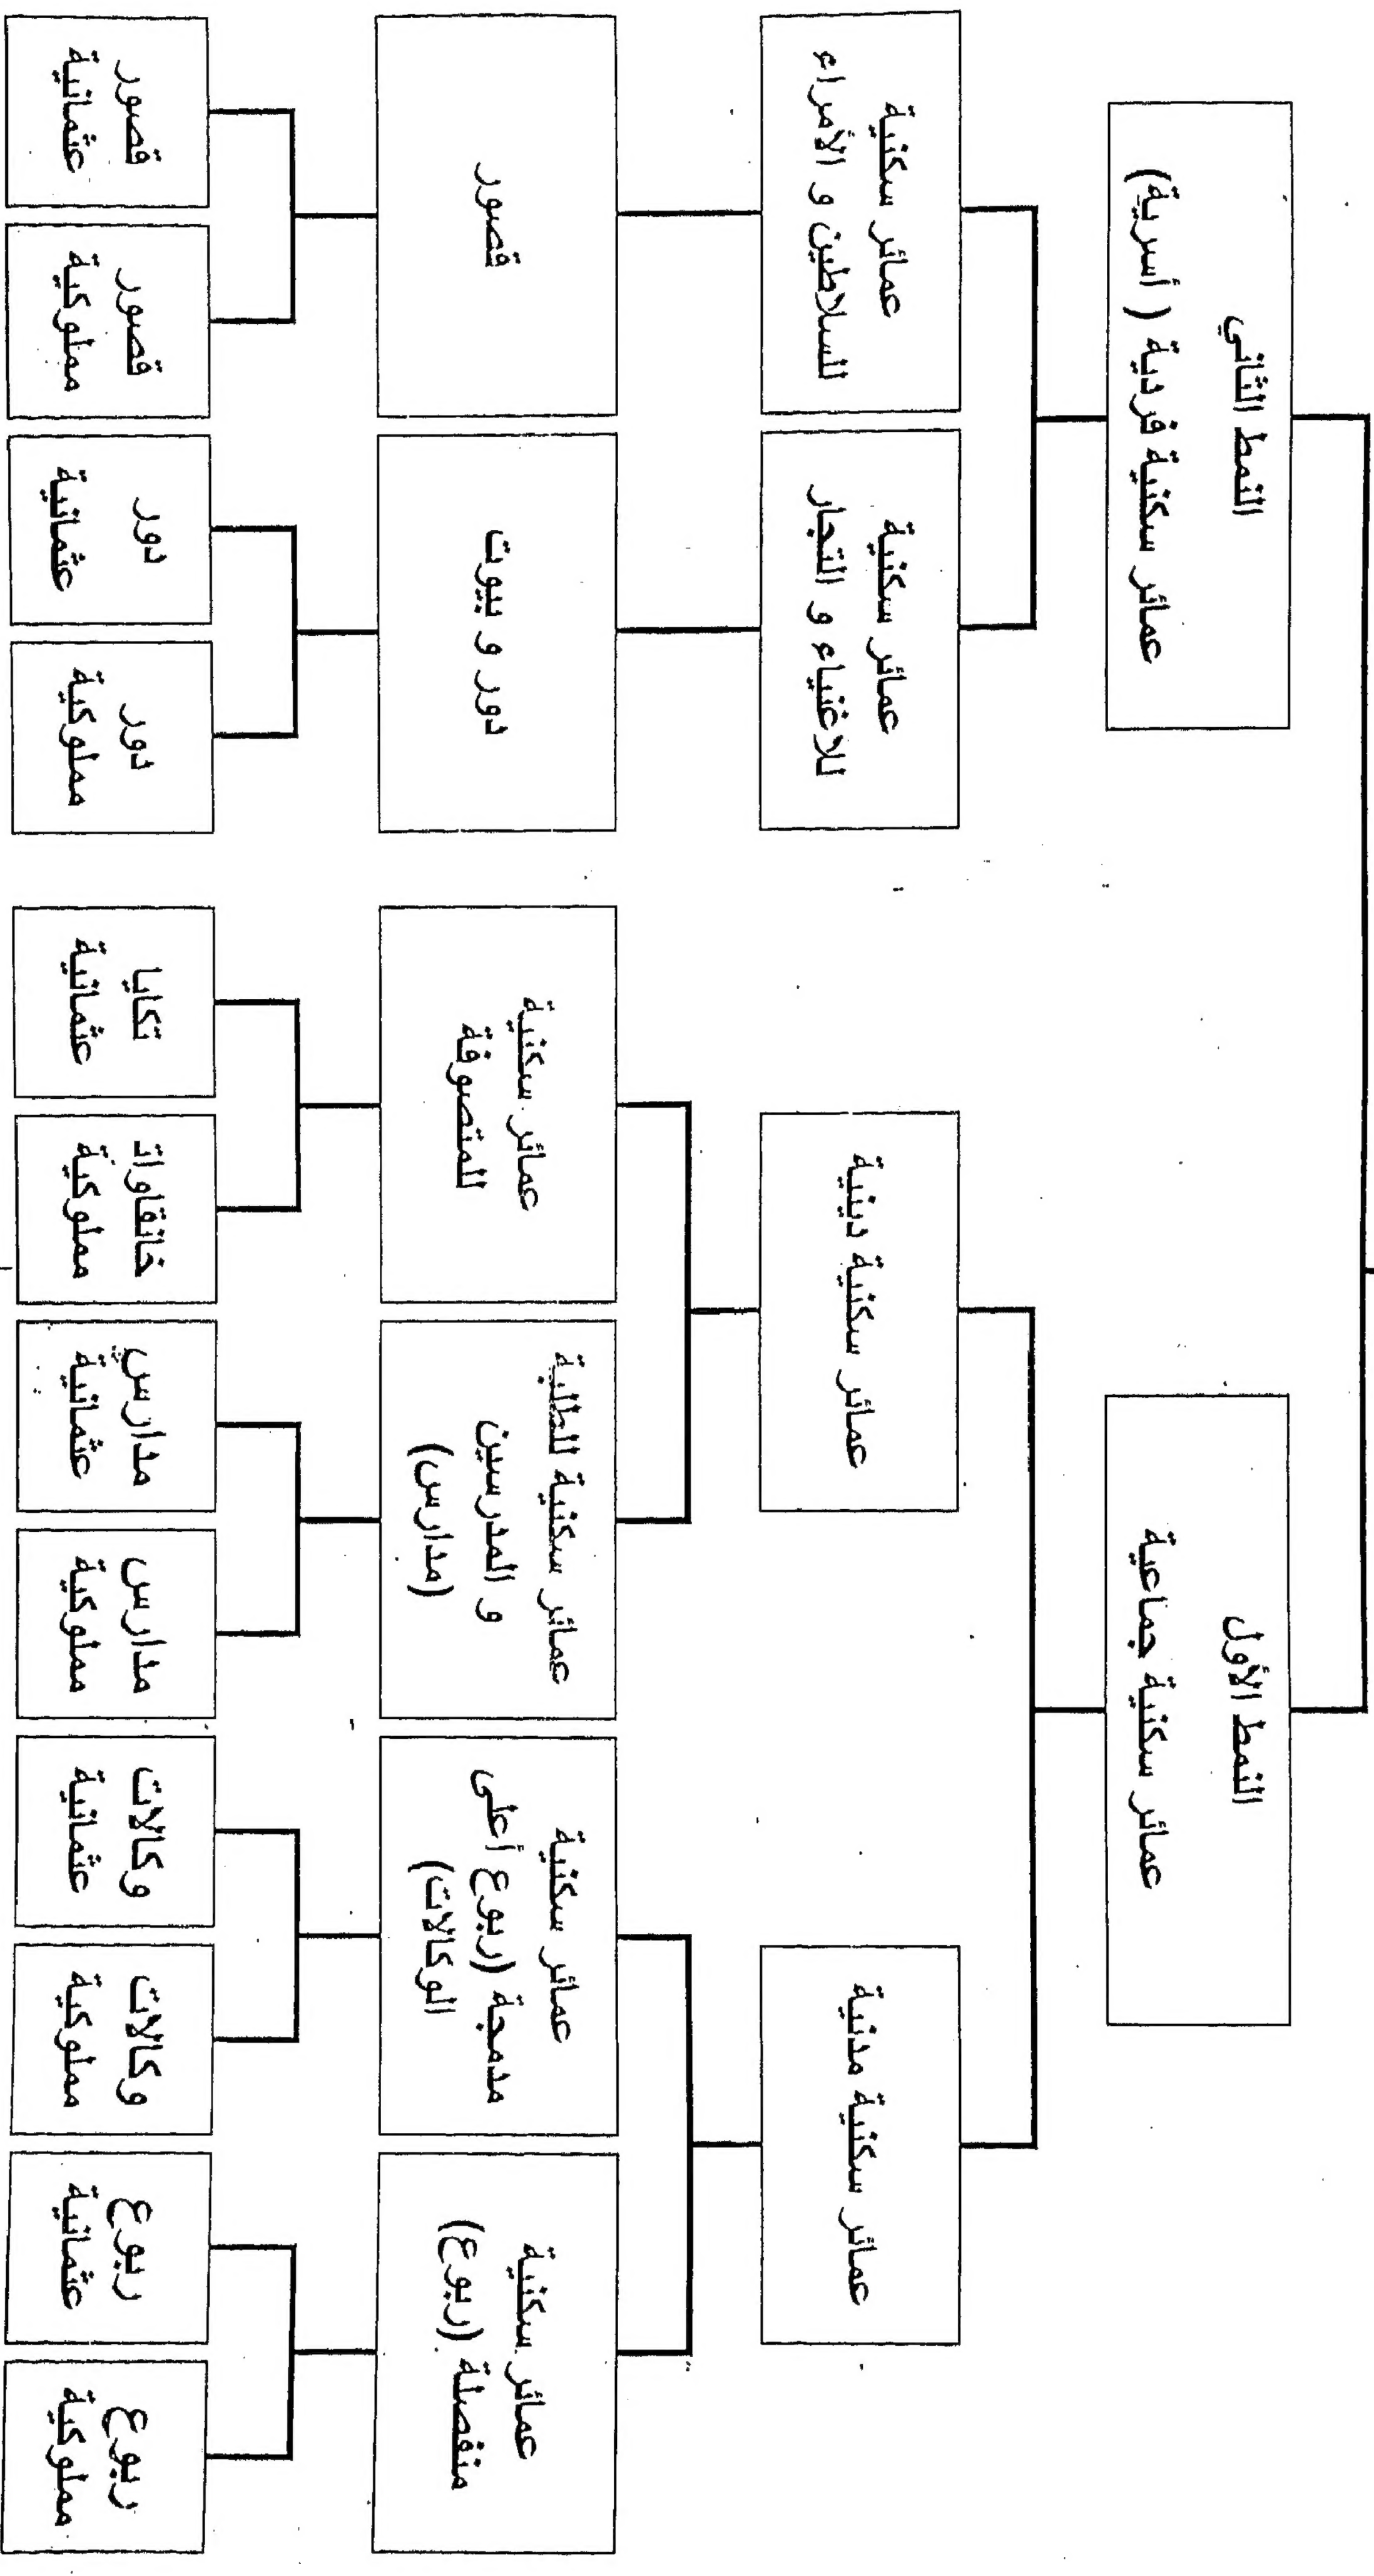 النمط الأول
عمائر سكنية جماعية
النمط الثاني
عمائر سكنية فردية ( أسرية)
عمائر سكنية مدنية
عمائر سكنية دينية
عمائر سكنية
للاغنياء و التجار
عمائر سكنية
للسلاطين و الأمراء
عمائر سكنية
منفصلة (ربوع)
عمائر سكنية
مدمجة (ربوع أعلى
الوكالات)
عمائر سكنية للطلبة
و المدرسين
(مدارس)
عمائر سكنية
للمتصوفة
دور و بيوت
قصور
ربوع
مملوكية
ربوع
عثمانية
وكالات
مملوكية
وكالات
عثمانية
مدارس
مملوكية
مدارس
عثمانية
خانقاوات
مملوكية
تكايا
عثمانية
دور
مملوكية
دور
عثمانية
قصور
مملوكية
قصور
عثمانية